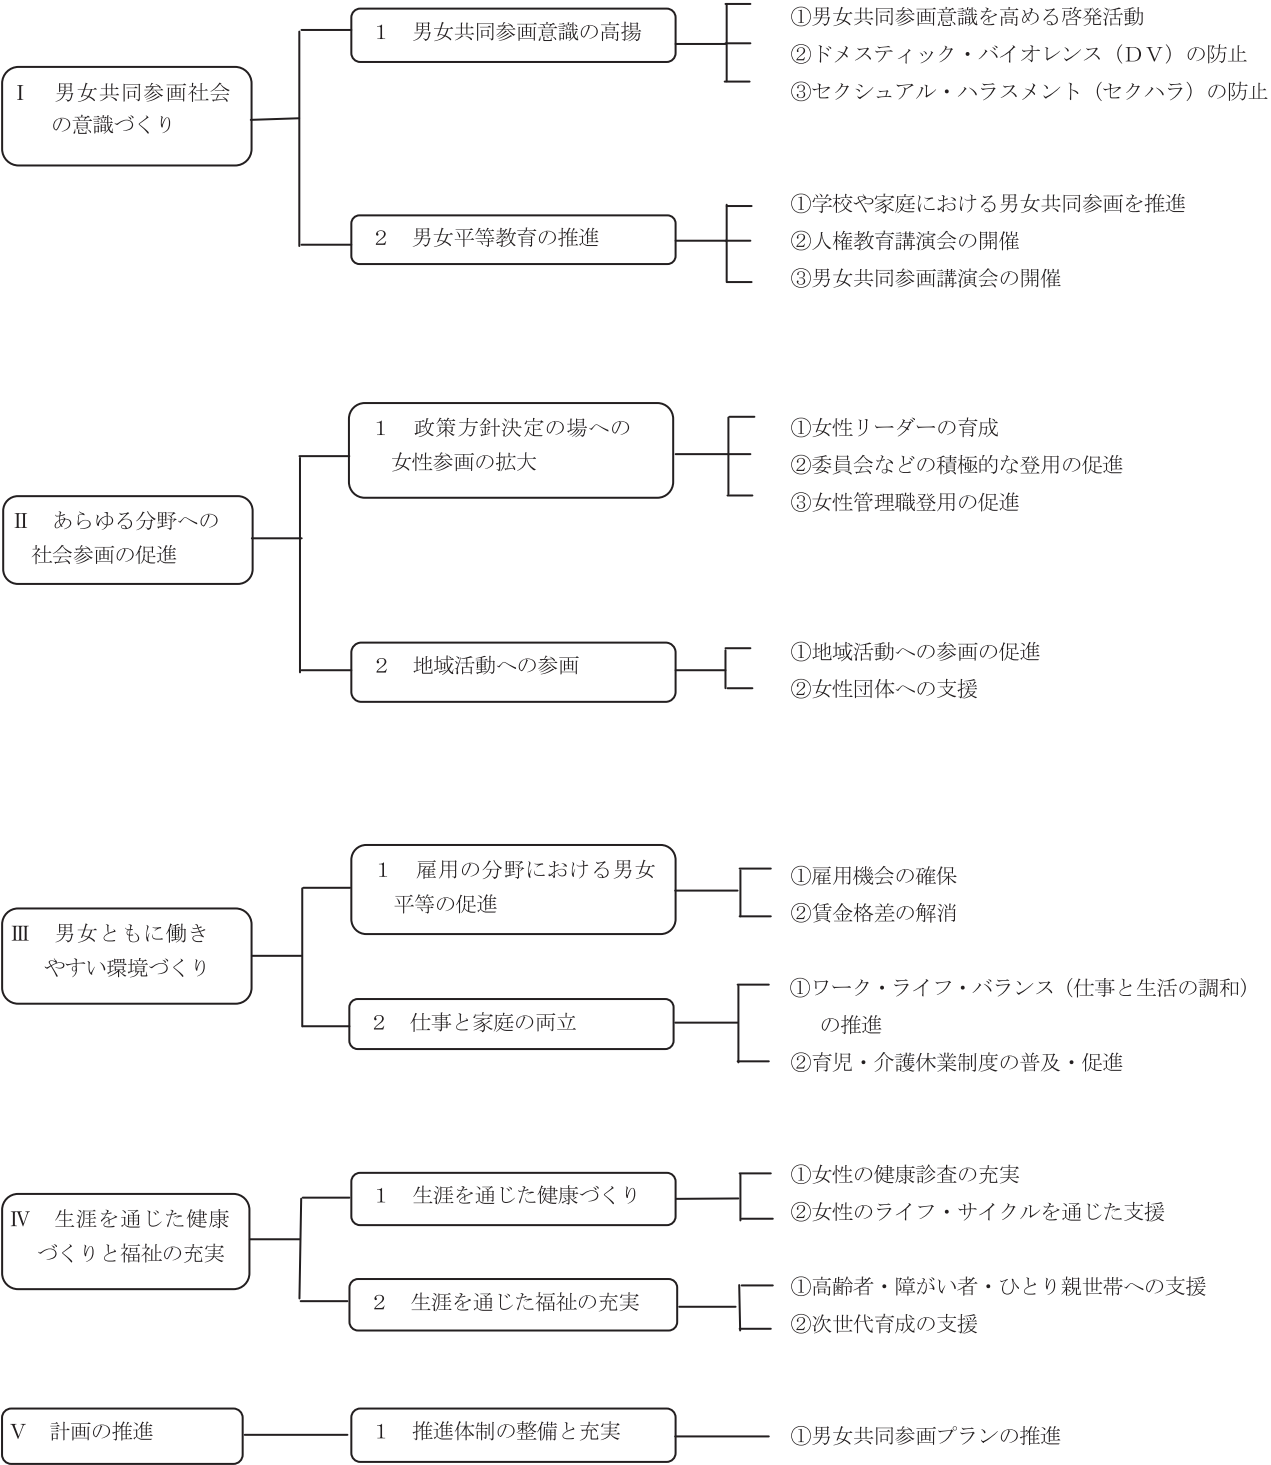 Ⅰ　男女共同参画社会
の意識づくり
１　男女共同参画意識の高揚
①男女共同参画意識を高める啓発活動
②ドメスティック・バイオレンス（ＤＶ）の防止
③セクシュアル・ハラスメント（セクハラ）の防止
２　男女平等教育の推進
①学校や家庭における男女共同参画を推進
②人権教育講演会の開催
③男女共同参画講演会の開催
Ⅱ　あらゆる分野への
社会参画の促進
１　政策方針決定の場への
女性参画の拡大
①女性リーダーの育成
②委員会などの積極的な登用の促進
③女性管理職登用の促進
２　地域活動への参画
①地域活動への参画の促進
②女性団体への支援
Ⅲ　男女ともに働き
やすい環境づくり
１　雇用の分野における男女
平等の促進
①雇用機会の確保
②賃金格差の解消
２　仕事と家庭の両立
①ワーク・ライフ・バランス（仕事と生活の調和）
の推進
②育児・介護休業制度の普及・促進
Ⅳ　生涯を通じた健康
づくりと福祉の充実
１　生涯を通じた健康づくり
①女性の健康診査の充実
②女性のライフ・サイクルを通じた支援
２　生涯を通じた福祉の充実
①高齢者・障がい者・ひとり親世帯への支援
②次世代育成の支援
Ⅴ　計画の推進
１　推進体制の整備と充実
①男女共同参画プランの推進